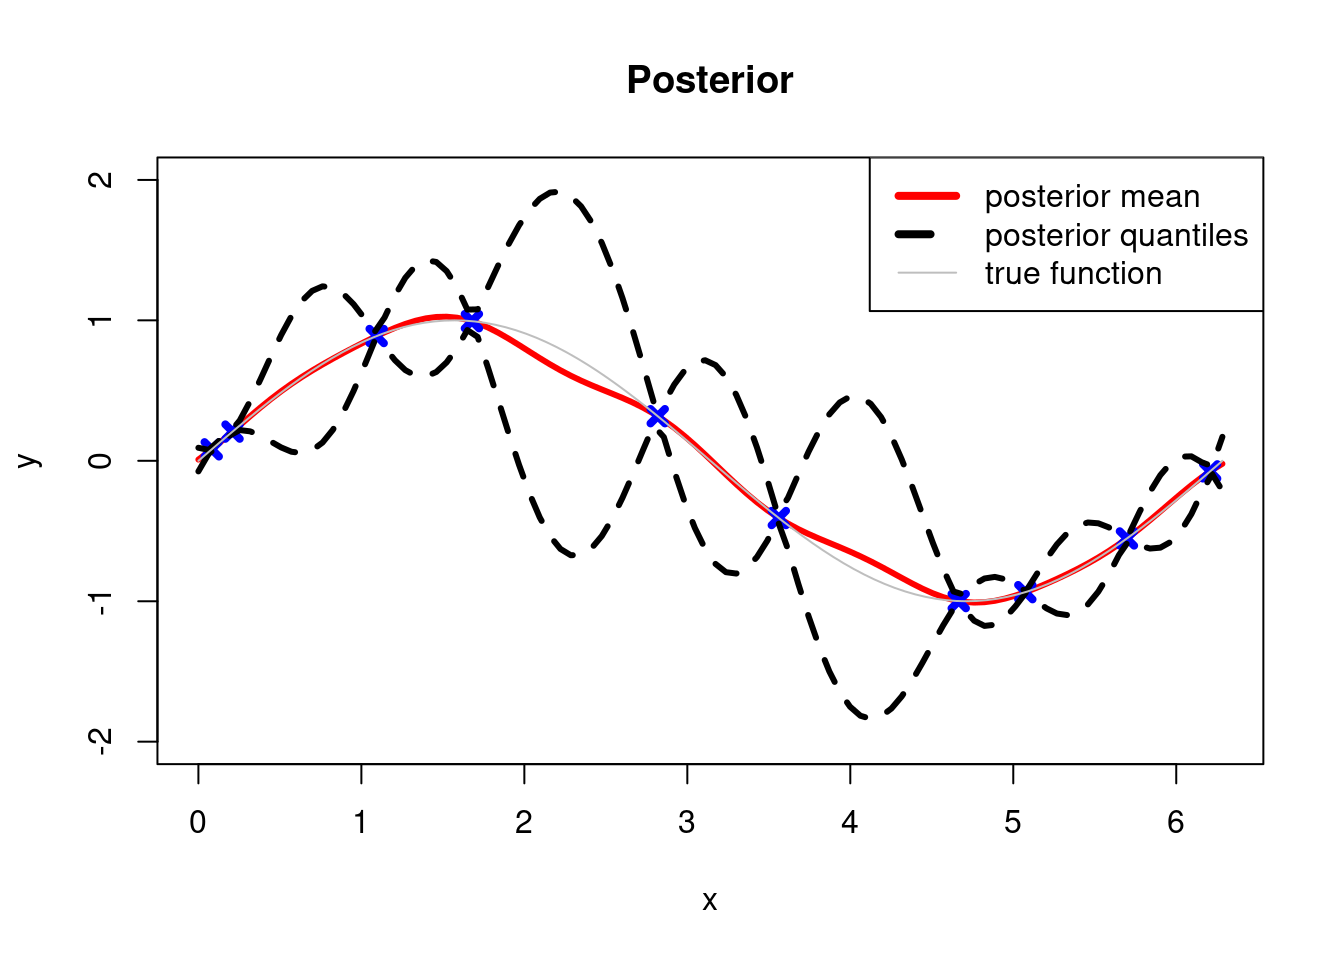 Posterior
posterior mean
posterior quantiles
true function
y
2
1
0
-1
-2
0 1 2 3 4 5 6
x